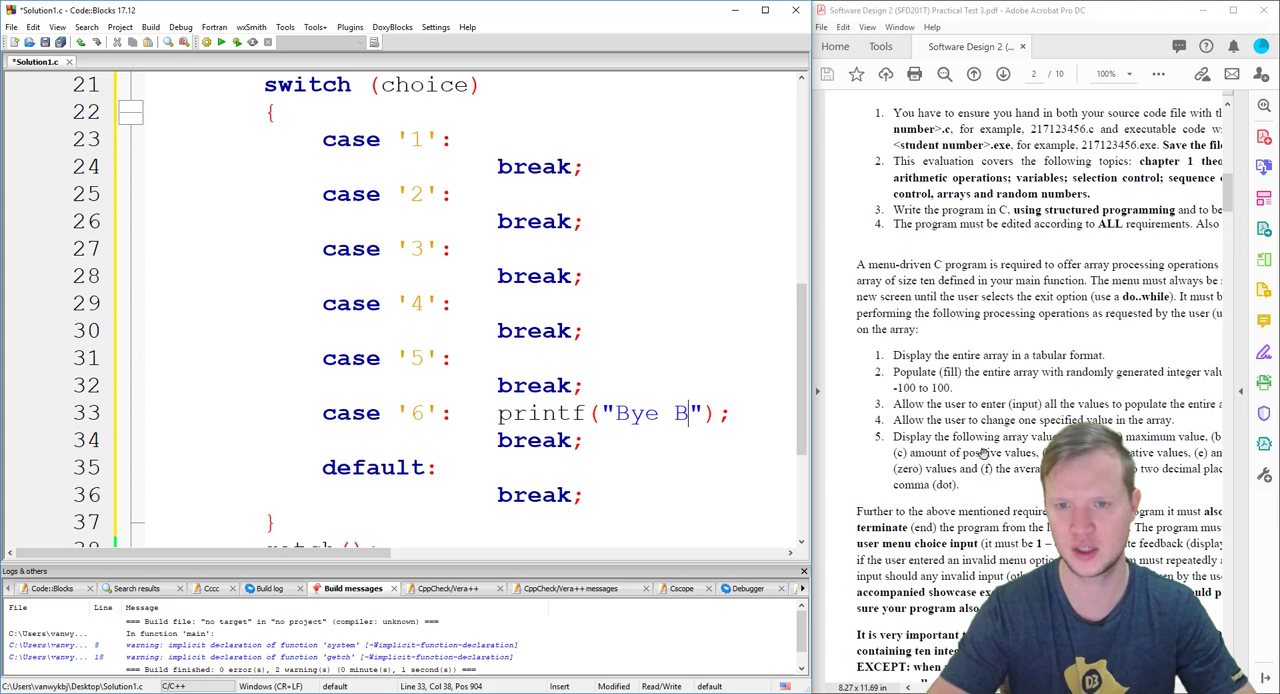 *Solution1.c - Code::Blocks 17.12
File Edit View Search Project Build Debug Fortran wxSmith Tools Tools+ Plugins DoxyBlocks Settings Help
*Solution1.c
21 switch (choice)
22 {
23 case '1':
24 break;
25 case '2':
26 break;
27 case '3':
28 break;
29 case '4':
30 break;
31 case '5':
32 break;
33 case '6': printf("Bye B");
34 break;
35 default:
36 break;
37 }
Logs & others
Code::Blocks Search results Cccc Build log Build messages CppCheck/Vera++ CppCheck/Vera++ messages Cscope Debugger
File Line Message
=== Build file: "no target" in "no project" (compiler: unknown) ===
C:\Users\vanwy... In function 'main':
C:\Users\vanwy... 8 warning: implicit declaration of function 'system' [-Wimplicit-function-declaration]
C:\Users\vanwy... 18 warning: implicit declaration of function 'getch' [-Wimplicit-function-declaration]
=== Build finished: 0 error(s), 2 warning(s) (0 minute(s), 1 second(s)) ===
C:\Users\vanwykbj\Desktop\Solution1.c C/C++ Windows (CR+LF) default Line 33, Col 38, Pos 904 Insert Modified Read/Write default
Software Design 2 (SFD201T) Practical Test 3.pdf - Adobe Acrobat Pro DC
File Edit View Window Help
Home Tools Software Design 2 (...
2 / 10 100%
1. You have to ensure you hand in both your source code file with th
number>.c, for example, 217123456.c and executable code w
<student number>.exe, for example, 217123456.exe. Save the file
2. This evaluation covers the following topics: chapter 1 theo
arithmetic operations; variables; selection control; sequence
control, arrays and random numbers.
3. Write the program in C, using structured programming and to be
4. The program must be edited according to ALL requirements. Also
A menu-driven C program is required to offer array processing operations
array of size ten defined in your main function. The menu must always be
new screen until the user selects the exit option (use a do..while). It must b
performing the following processing operations as requested by the user (u
on the array:
1. Display the entire array in a tabular format.
2. Populate (fill) the entire array with randomly generated integer value
-100 to 100.
3. Allow the user to enter (input) all the values to populate the entire a
4. Allow the user to change one specified value in the array.
5. Display the following array valu maximum value, (b
(c) amount of positive values, ative values, (e) an
(zero) values and (f) the avera to two decimal plac
comma (dot).
Further to the above mentioned requir gram it must also
terminate (end) the program from the The program mus
user menu choice input (it must be 1 – te feedback (display
if the user entered an invalid menu optio m must repeatedly
input should any invalid input (oth en by the use
accompanied showcase ex ould p
sure your program also
It is very important t
containing ten inte
EXCEPT: when
8.27 x 11.69 in
D3